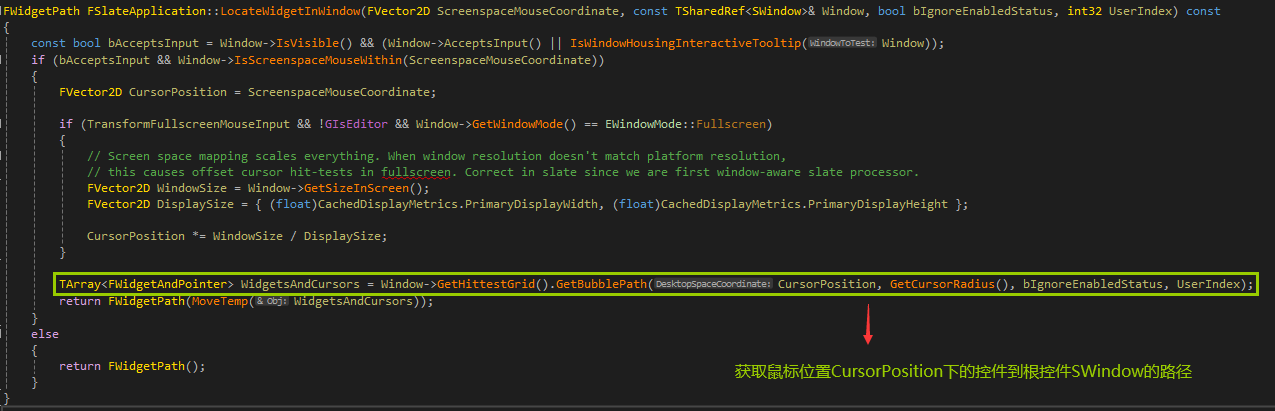 FWidgetPath FSlateApplication::LocateWidgetInWindow(FVector2D ScreenspaceMouseCoordinate, const TSharedRef<SWindow>& Window, bool bIgnoreEnabledStatus, int32 UserIndex) const
{
const bool bAcceptsInput = Window->IsVisible() && (Window->AcceptsInput() || IsWindowHousingInteractiveTooltip(WindowToTest: Window));
if (bAcceptsInput && Window->IsScreenspaceMouseWithin(ScreenspaceMouseCoordinate))
{
FVector2D CursorPosition = ScreenspaceMouseCoordinate;
if (TransformFullscreenMouseInput && !GIsEditor && Window->GetWindowMode() == EWindowMode::Fullscreen)
{
// Screen space mapping scales everything. When window resolution doesn't match platform resolution,
// this causes offset cursor hit-tests in fullscreen. Correct in slate since we are first window-aware slate processor.
FVector2D WindowSize = Window->GetSizeInScreen();
FVector2D DisplaySize = { (float)CachedDisplayMetrics.PrimaryDisplayWidth, (float)CachedDisplayMetrics.PrimaryDisplayHeight };
CursorPosition *= WindowSize / DisplaySize;
}
TArray<FWidgetAndPointer> WidgetsAndCursors = Window->GetHittestGrid().GetBubblePath(DesktopSpaceCoordinate: CursorPosition, GetCursorRadius(), bIgnoreEnabledStatus, UserIndex);
return FWidgetPath(MoveTemp(& Obj: WidgetsAndCursors));
}
else
{
return FWidgetPath();
}
}
获取鼠标位置CursorPosition下的控件到根控件SWindow的路径